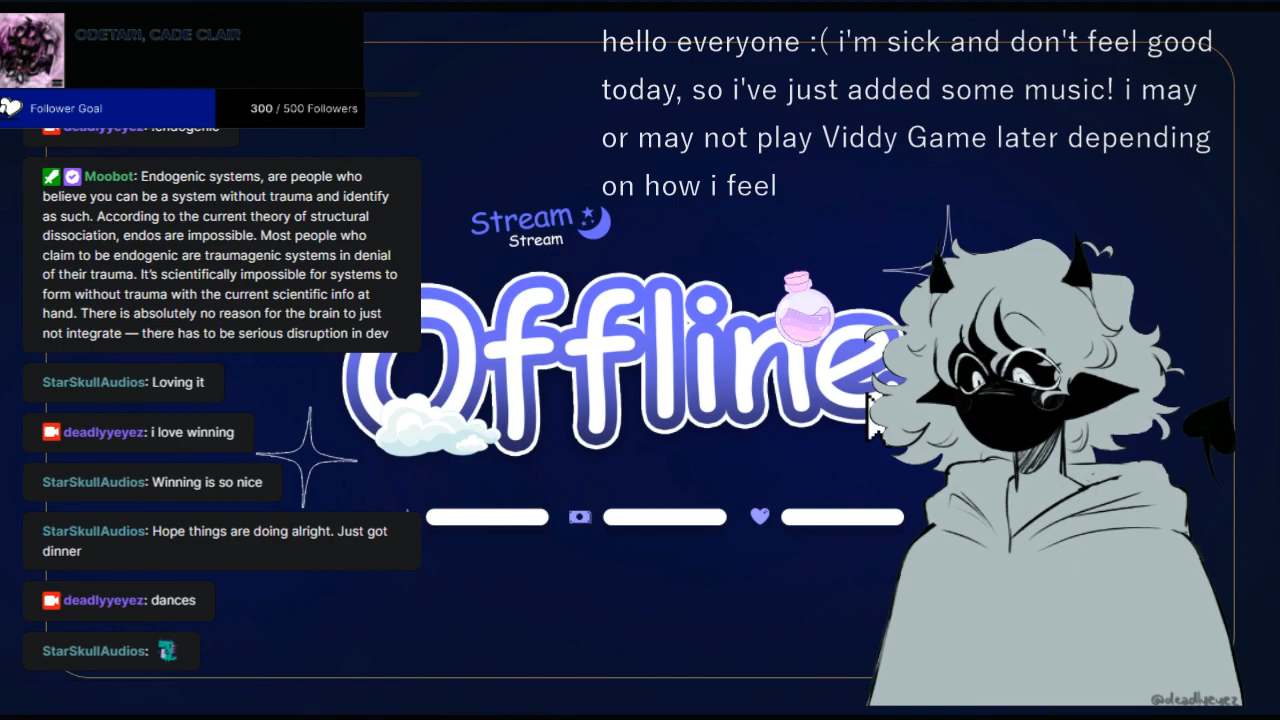 ODETARI, CADE CLAIR
Follower Goal
300 / 500 Followers
deadlyyeyez: !endogenic
Moobot: Endogenic systems, are people who
believe you can be a system without trauma and identify
as such. According to the current theory of structural
dissociation, endos are impossible. Most people who
claim to be endogenic are traumagenic systems in denial
of their trauma. It's scientifically impossible for systems to
form without trauma with the current scientific info at
hand. There is absolutely no reason for the brain to just
not integrate — there has to be serious disruption in dev
StarSkullAudios: Loving it
deadlyyeyez: i love winning
StarSkullAudios: Winning is so nice
StarSkullAudios: Hope things are doing alright. Just got
dinner
deadlyyeyez: dances
StarSkullAudios:
hello everyone :( i'm sick and don't feel good
today, so i've just added some music! i may
or may not play Viddy Game later depending
on how i feel
Stream
Stream
Offline
@deadlyeyez